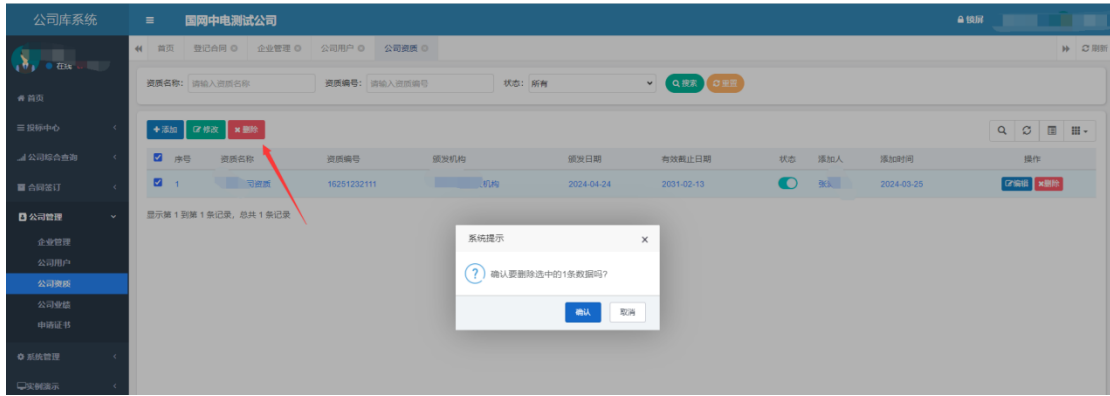 公司库系统
国网中电测试公司
锁屏
在线
首页
登记合同
企业管理
公司用户
公司资质
刷新
资质名称: 请输入资质名称
资质编号: 请输入资质编号
状态: 所有
搜索
重置
首页
投标中心
公司综合查询
合同签订
公司管理
企业管理
公司用户
公司资质
公司业绩
申请证书
系统管理
实例演示
添加
修改
删除
序号 资质名称 资质编号 颁发机构 颁发日期 有效截止日期 状态 添加人 添加时间 操作
1 司资质 16251232111 机构 2024-04-24 2031-02-13 2024-03-25 编辑 删除
显示第 1 到第 1 条记录，总共 1 条记录
系统提示
确认要删除选中的1条数据吗?
确认
取消